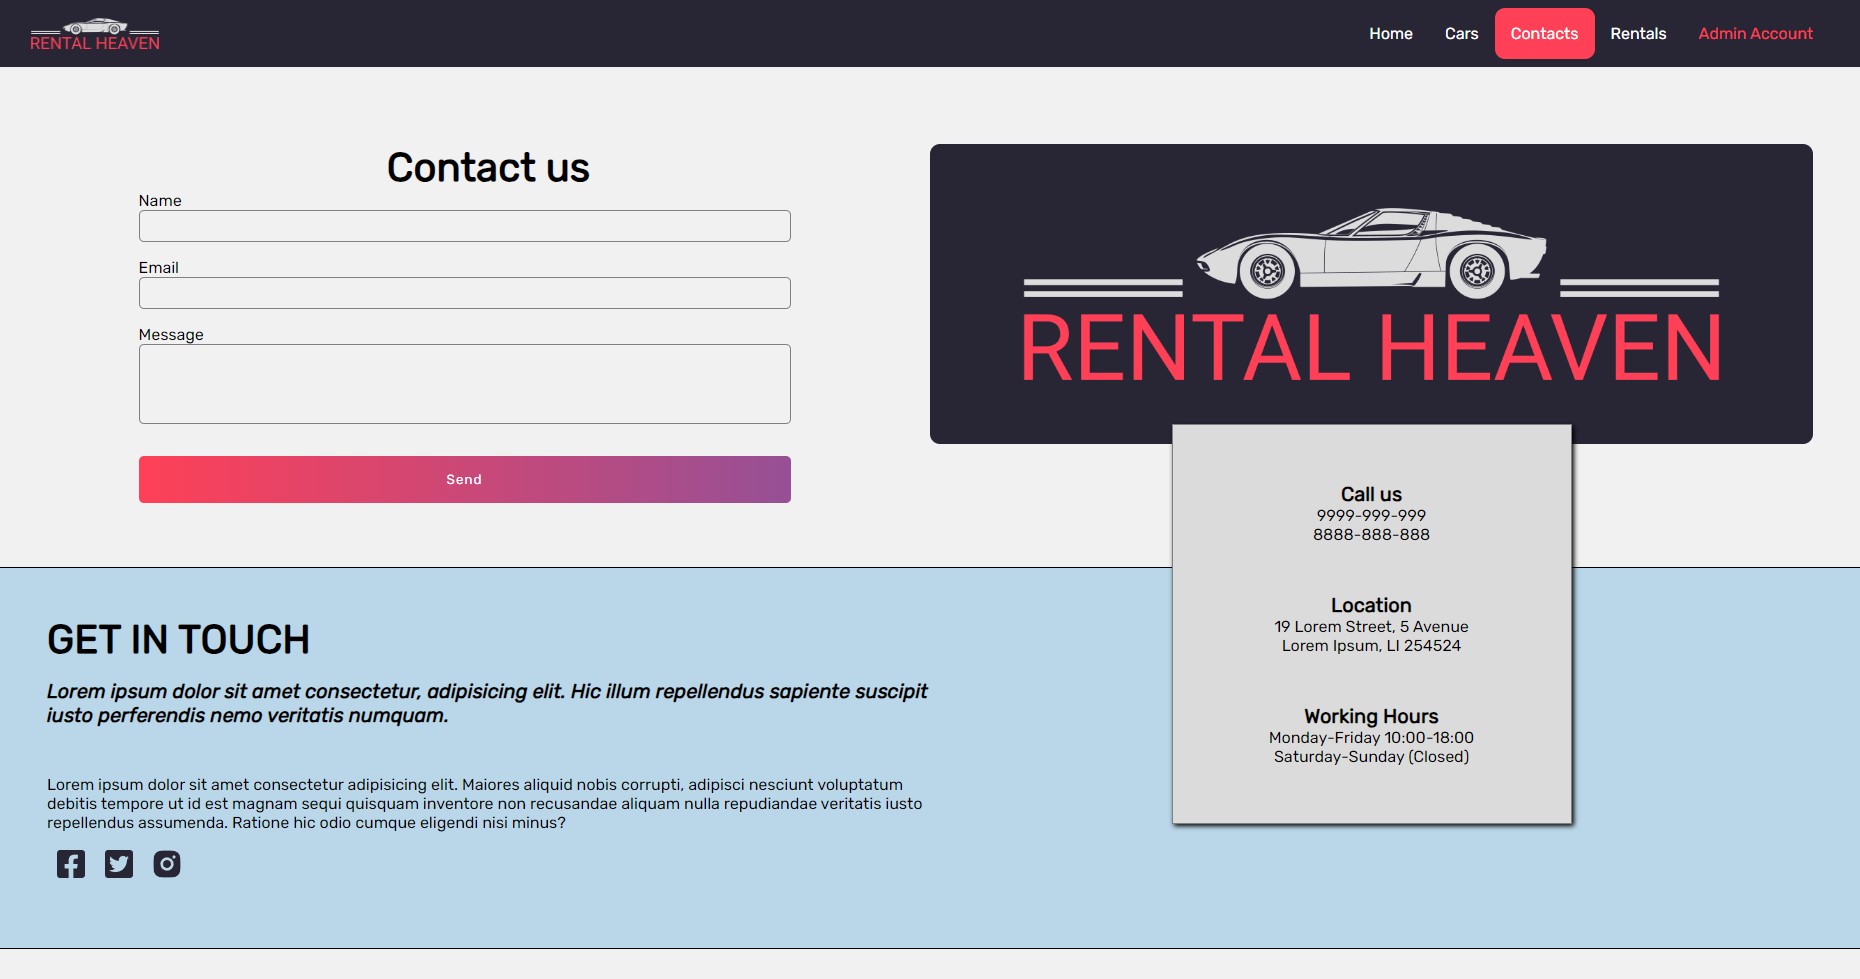 RENTAL HEAVEN
Home Cars Contacts Rentals Admin Account
Contact us
Name
Email
Message
Send
RENTAL HEAVEN
Call us
9999-999-999
8888-888-888
Location
19 Lorem Street, 5 Avenue
Lorem Ipsum, LI 254524
Working Hours
Monday-Friday 10:00-18:00
Saturday-Sunday (Closed)
GET IN TOUCH
Lorem ipsum dolor sit amet consectetur, adipisicing elit. Hic illum repellendus sapiente suscipit
iusto perferendis nemo veritatis numquam.
Lorem ipsum dolor sit amet consectetur adipisicing elit. Maiores aliquid nobis corrupti, adipisci nesciunt voluptatum
debitis tempore ut id est magnam sequi quisquam inventore non recusandae aliquam nulla repudiandae veritatis iusto
repellendus assumenda. Ratione hic odio cumque eligendi nisi minus?